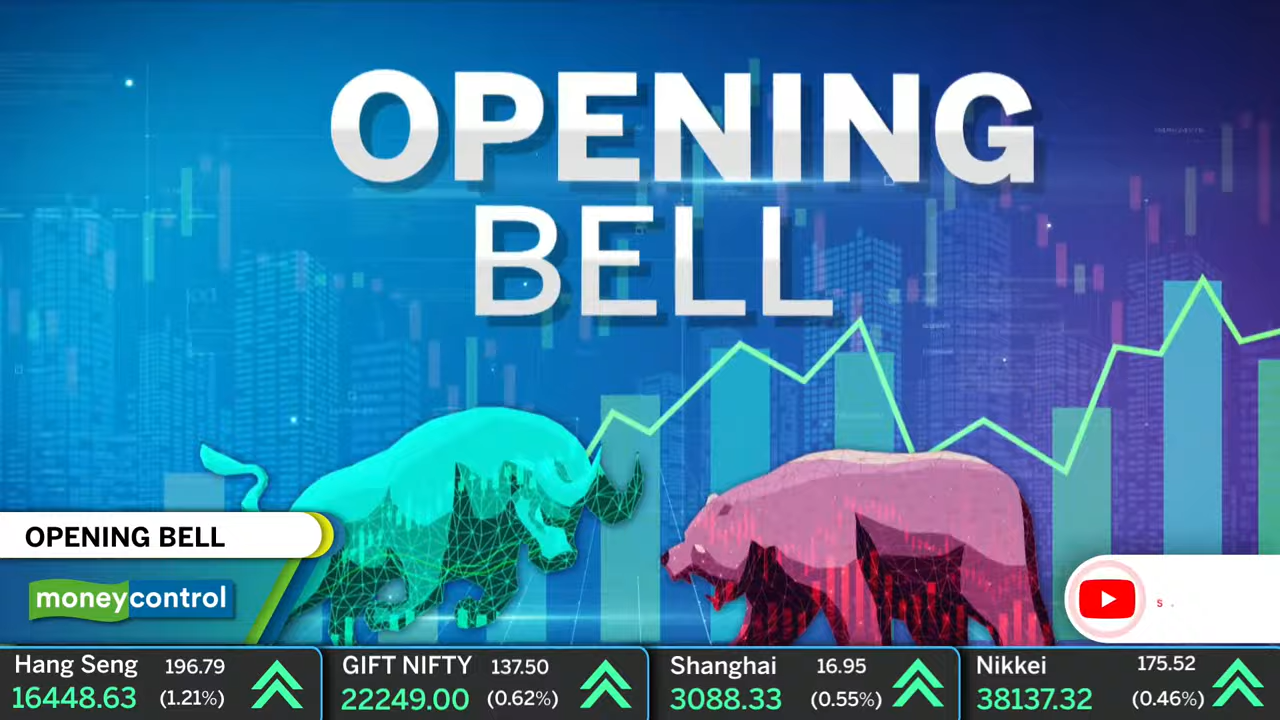 OPENING
BELL
OPENING BELL
moneycontrol
Hang Seng 196.79
16448.63 (1.21%)
GIFT NIFTY 137.50
22249.00 (0.62%)
Shanghai 16.95
3088.33 (0.55%)
Nikkei 175.52
38137.32 (0.46%)